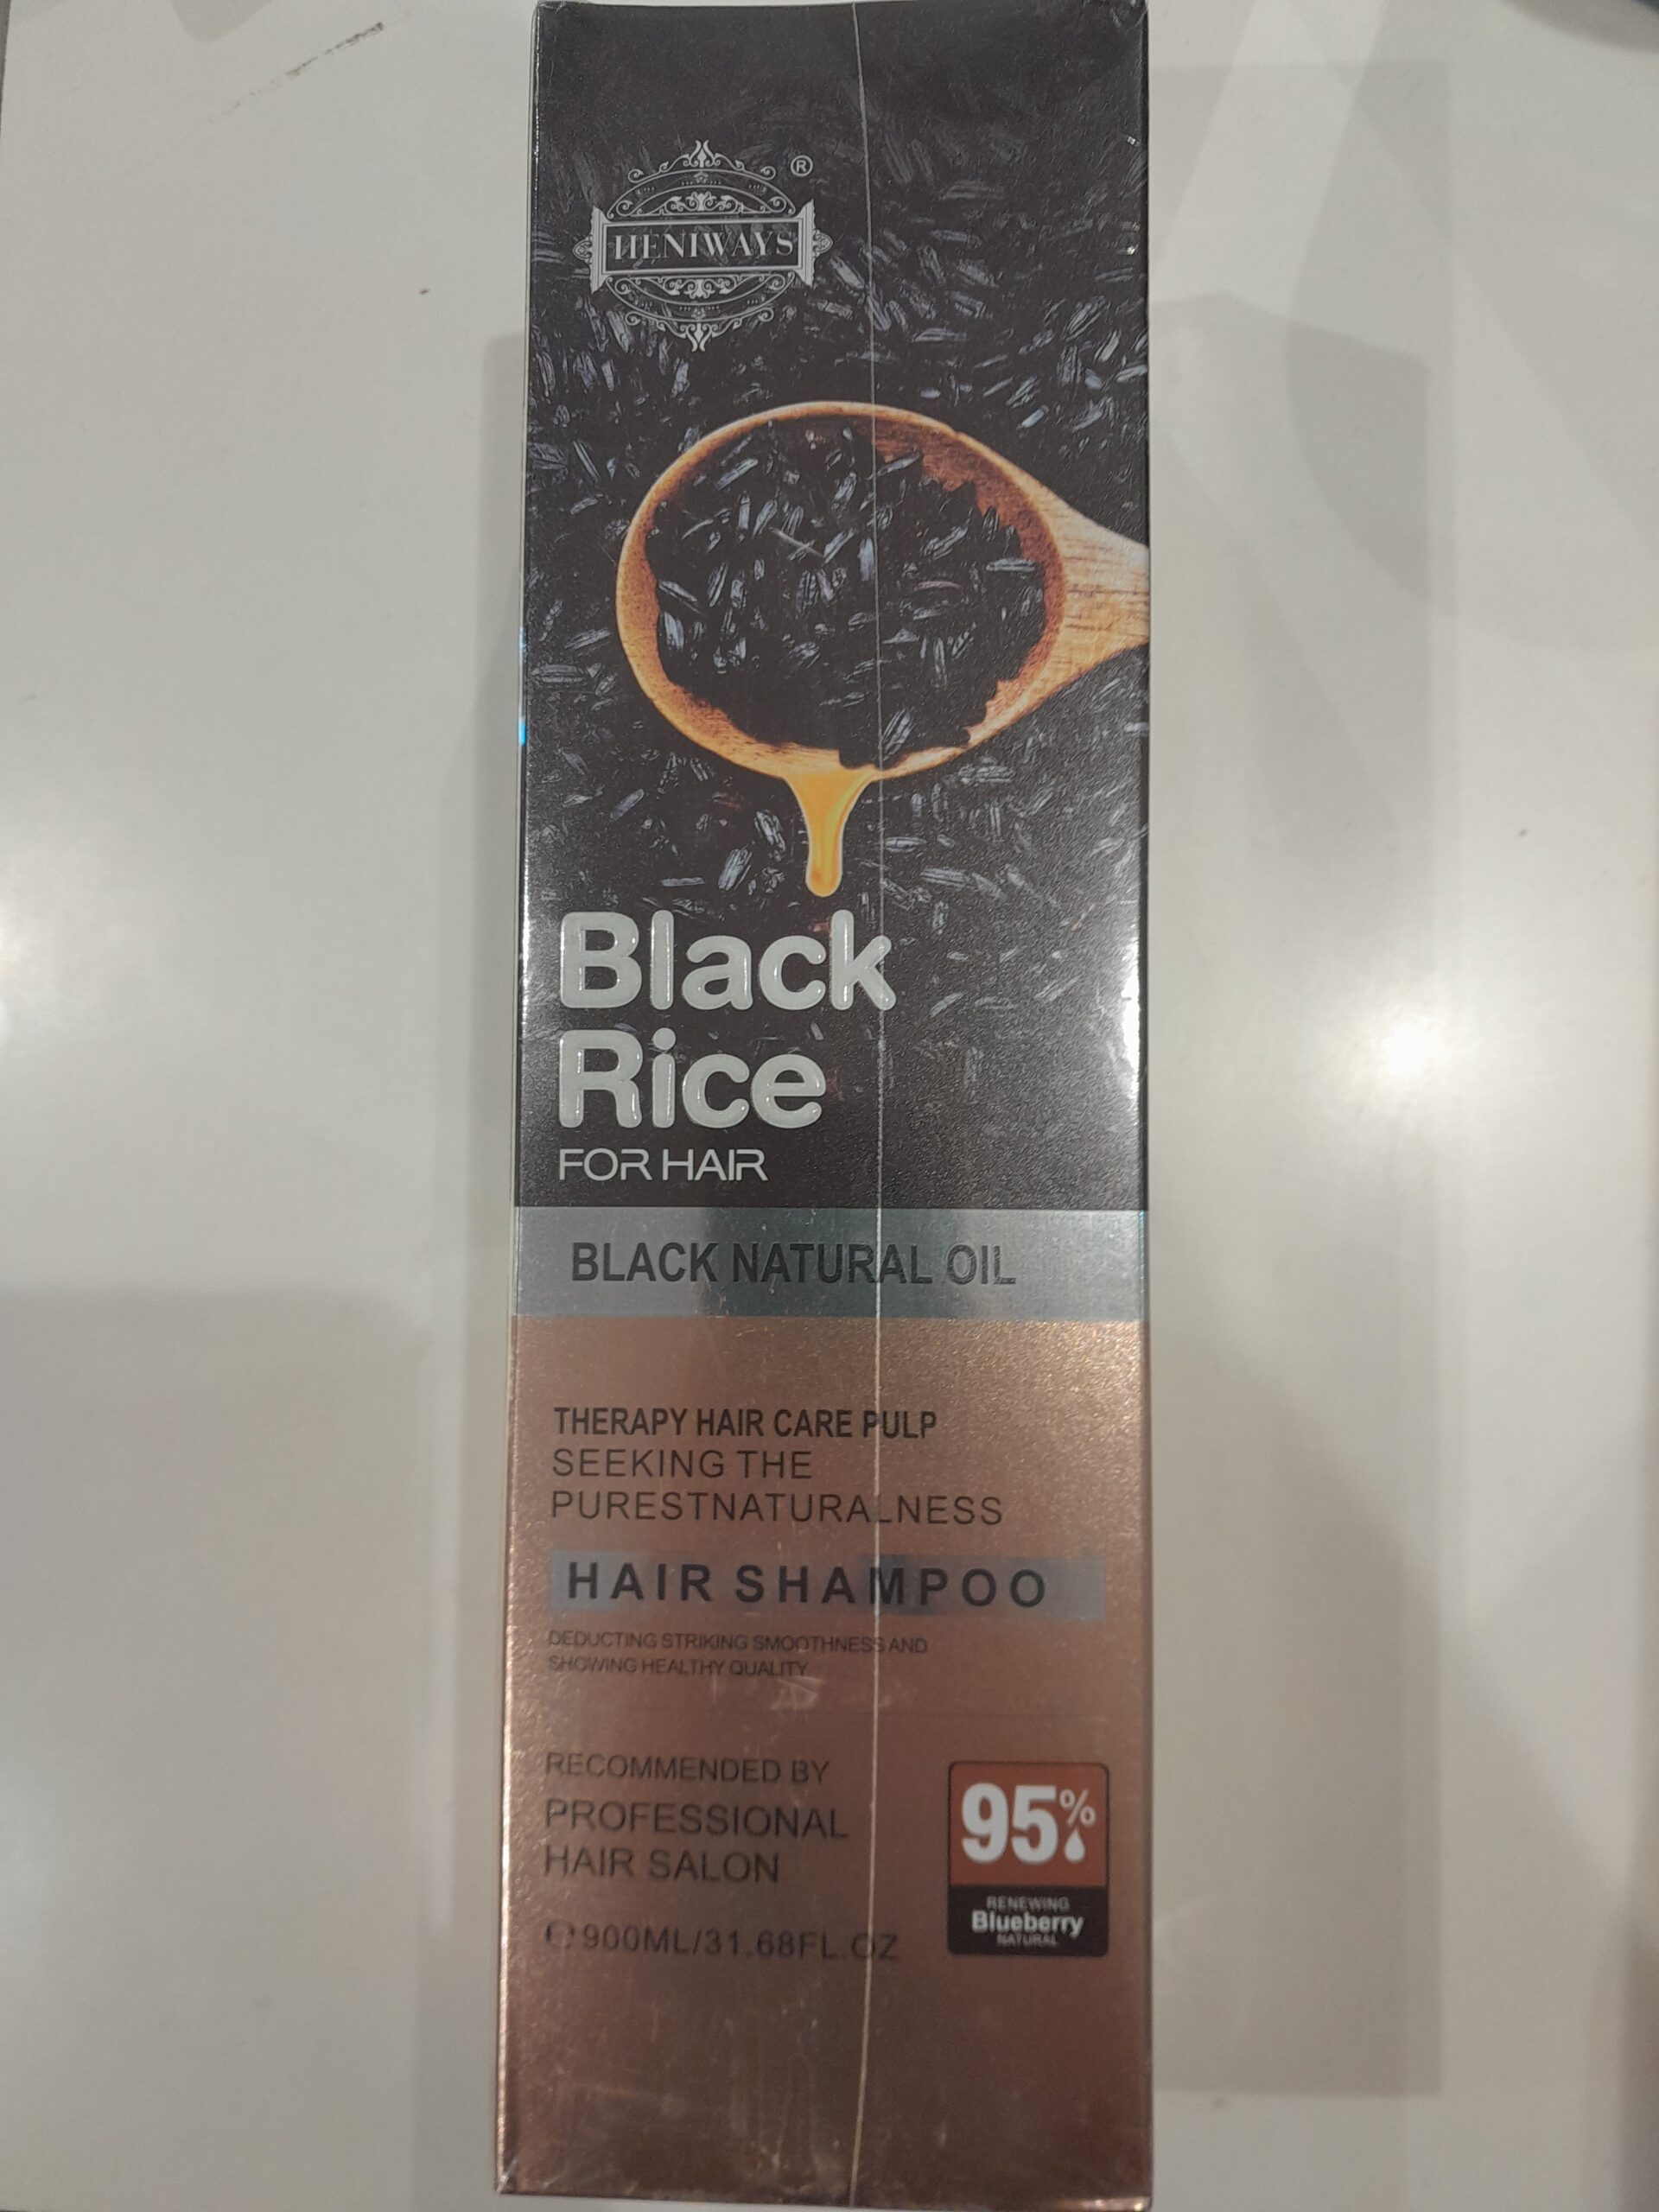 HENIWAYS
®
Black
Rice
FOR HAIR
BLACK NATURAL OIL
THERAPY HAIR CARE PULP
SEEKING THE
PURESTNATURALNESS
HAIR SHAMPOO
DEDUCTING STRIKING SMOOTHNESS AND
SHOWING HEALTHY QUALITY
RECOMMENDED BY
PROFESSIONAL
HAIR SALON
℮900ML/31.68FL.OZ
95%
RENEWING
Blueberry
NATURAL